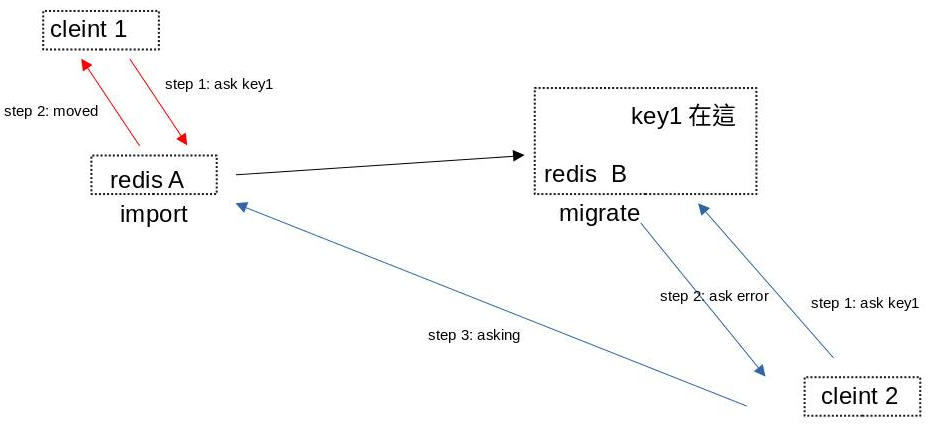 cleint 1
step 1: ask key1
step 2: moved
key1 在這
redis A
redis B
import
migrate
step 2: ask error
step 1: ask key1
step 3: asking
cleint 2